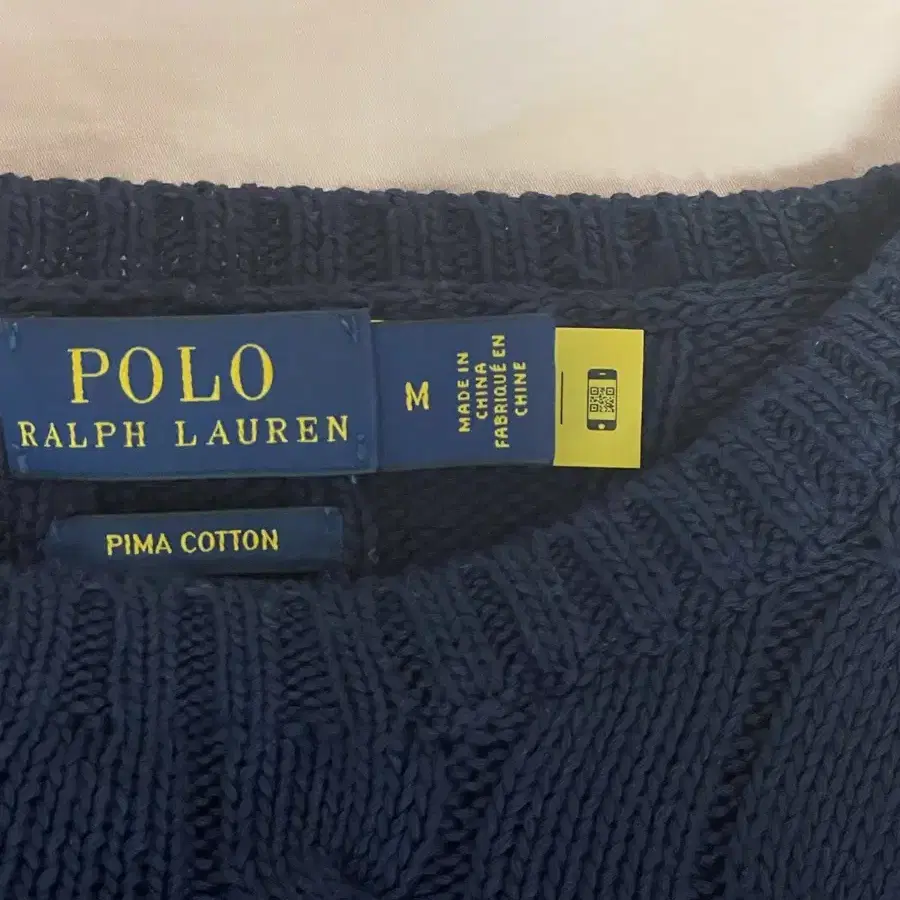 POLO
RALPH LAUREN
M
MADE IN
CHINA
FABRIQUÉ EN
CHINE
PIMA COTTON